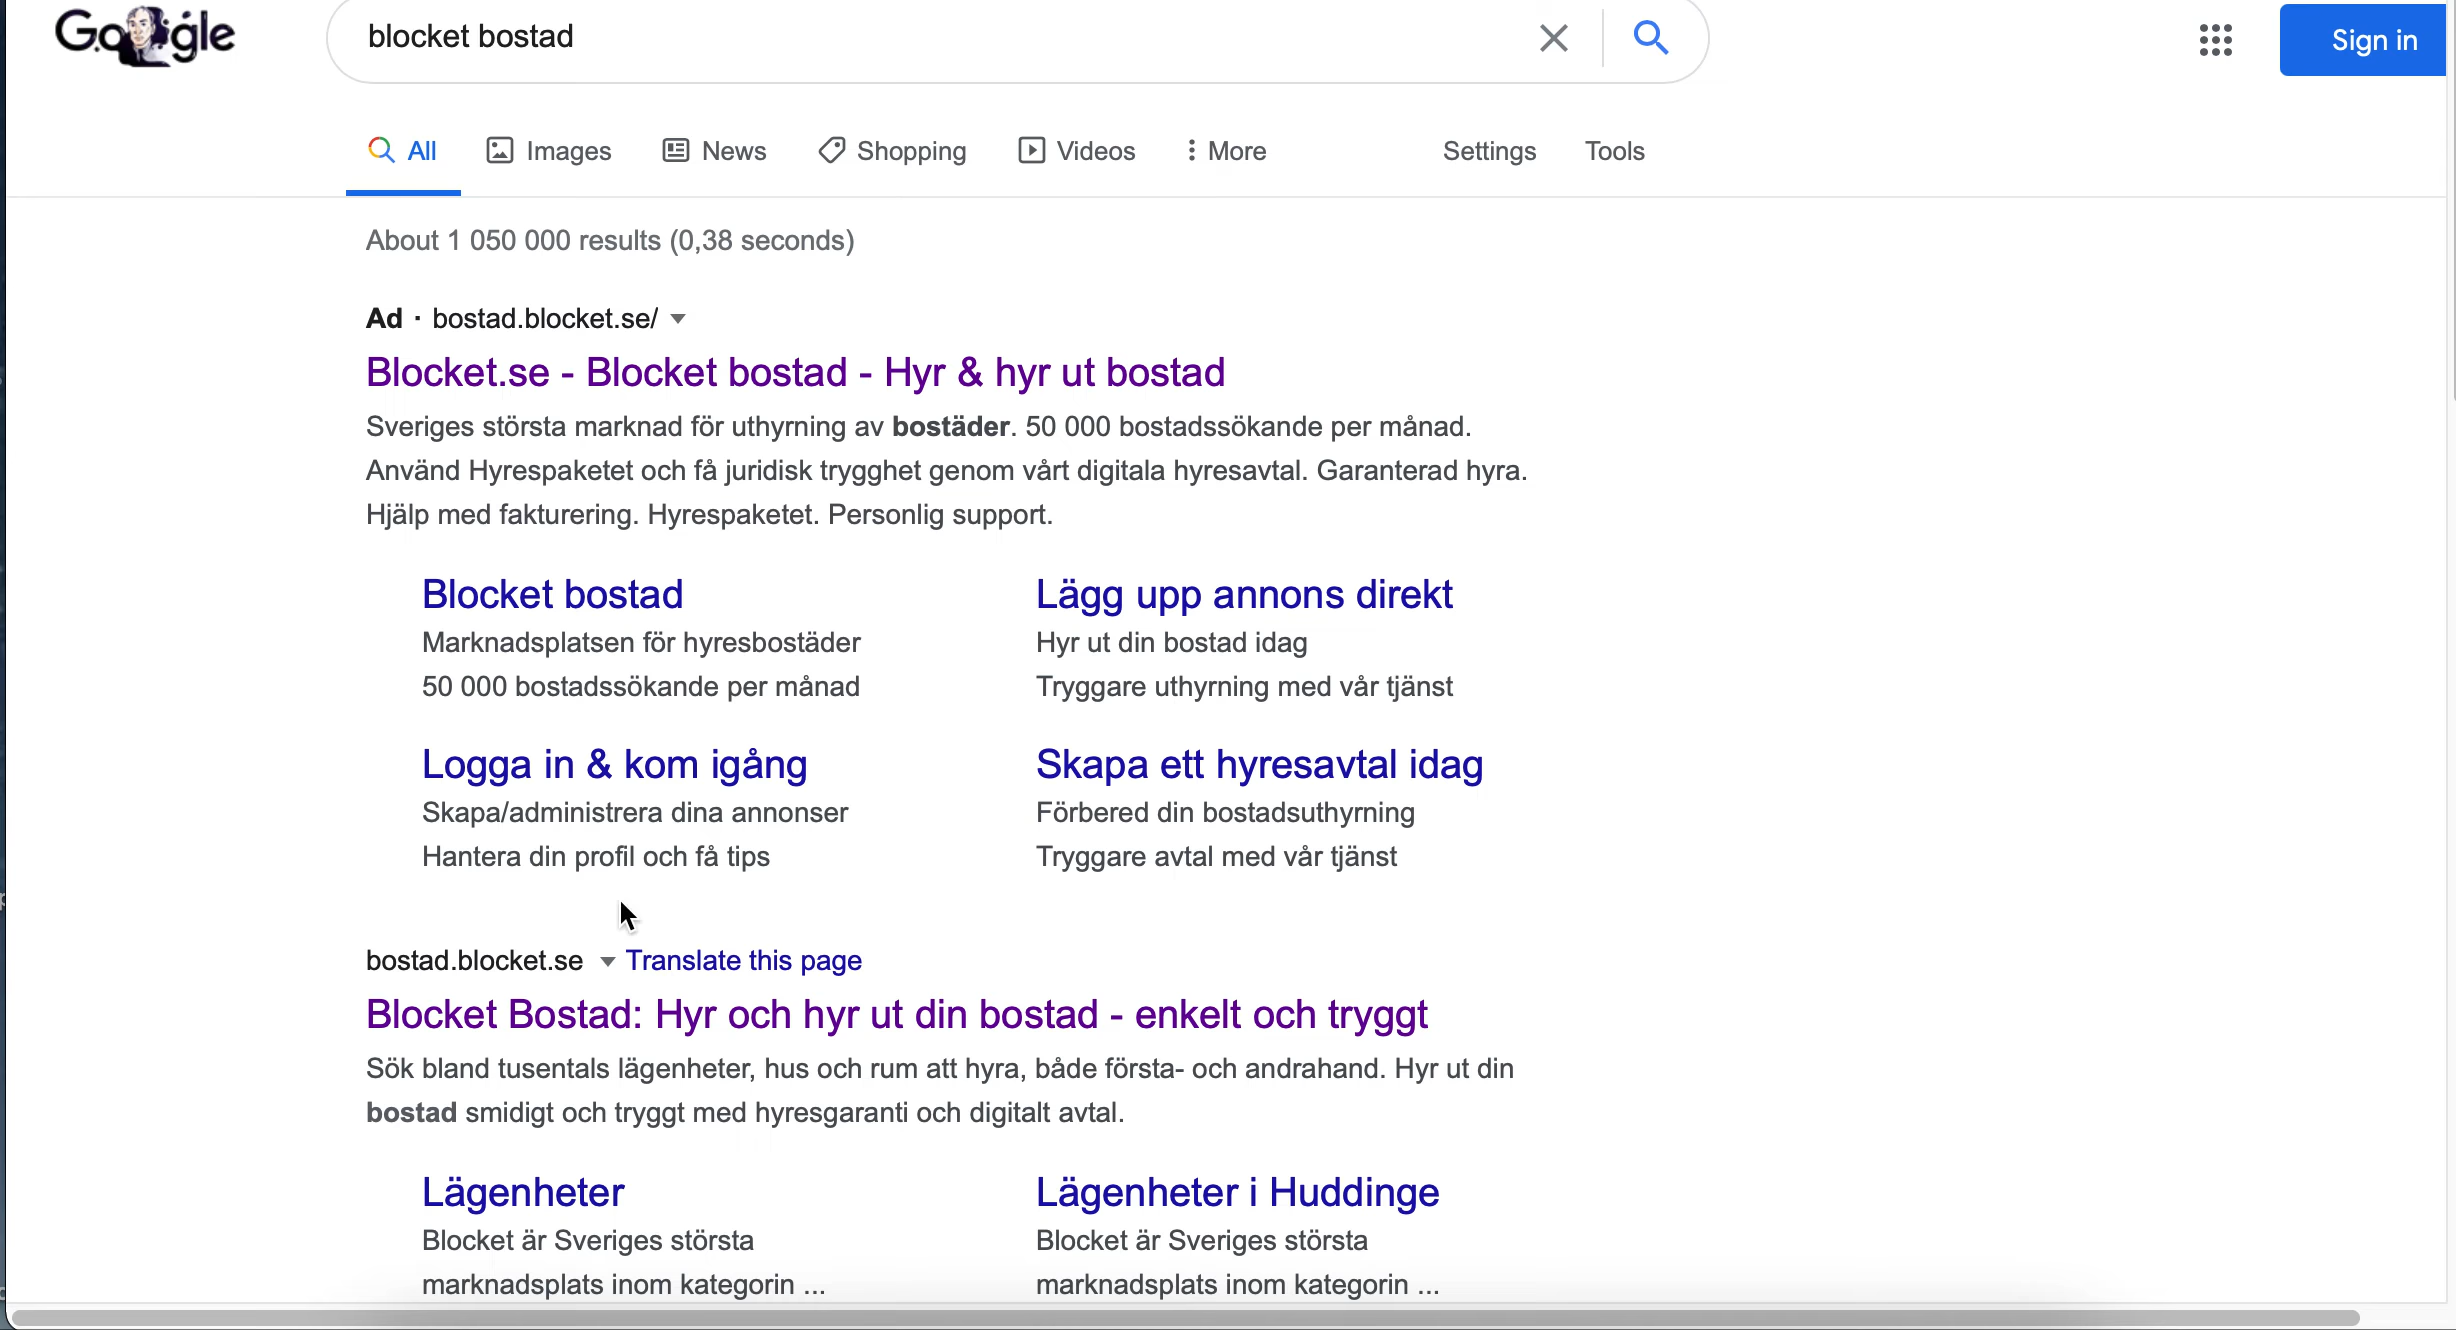 Google
blocket bostad
Sign in
All Images News Shopping Videos More Settings Tools
About 1 050 000 results (0,38 seconds)
Ad · bostad.blocket.se/
Blocket.se - Blocket bostad - Hyr & hyr ut bostad
Sveriges största marknad för uthyrning av bostäder. 50 000 bostadssökande per månad.
Använd Hyrespaketet och få juridisk trygghet genom vårt digitala hyresavtal. Garanterad hyra.
Hjälp med fakturering. Hyrespaketet. Personlig support.
Blocket bostad
Marknadsplatsen för hyresbostäder
50 000 bostadssökande per månad
Lägg upp annons direkt
Hyr ut din bostad idag
Tryggare uthyrning med vår tjänst
Logga in & kom igång
Skapa/administrera dina annonser
Hantera din profil och få tips
Skapa ett hyresavtal idag
Förbered din bostadsuthyrning
Tryggare avtal med vår tjänst
bostad.blocket.se Translate this page
Blocket Bostad: Hyr och hyr ut din bostad - enkelt och tryggt
Sök bland tusentals lägenheter, hus och rum att hyra, både första- och andrahand. Hyr ut din
bostad smidigt och tryggt med hyresgaranti och digitalt avtal.
Lägenheter
Blocket är Sveriges största
marknadsplats inom kategorin ...
Lägenheter i Huddinge
Blocket är Sveriges största
marknadsplats inom kategorin ...